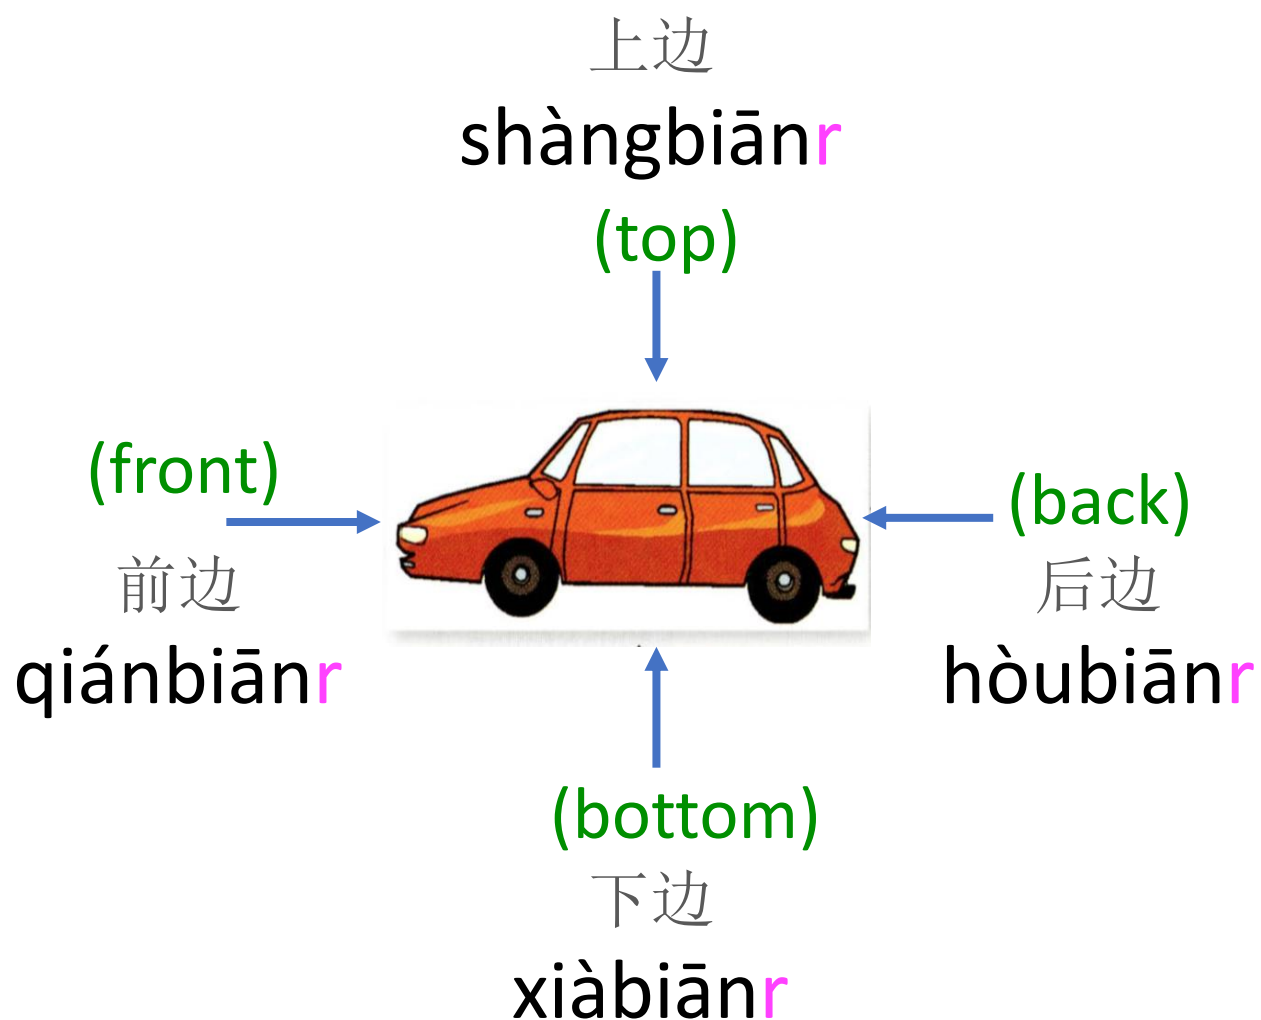 上边
shàngbiānr
(top)
(front)
前边
qiánbiānr
(back)
后边
hòubiānr
(bottom)
下边
xiàbiānr